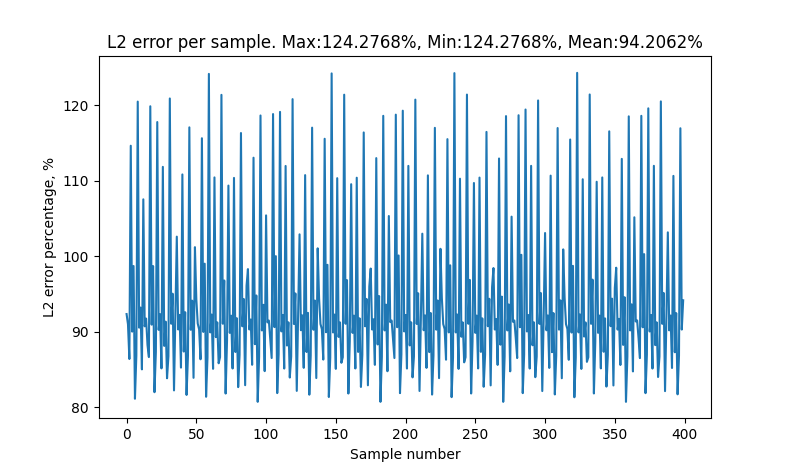 L2 error per sample. Max:124.2768%, Min:124.2768%, Mean:94.2062%
L2 error percentage, %
120
110
100
90
80
0 50 100 150 200 250 300 350 400
Sample number